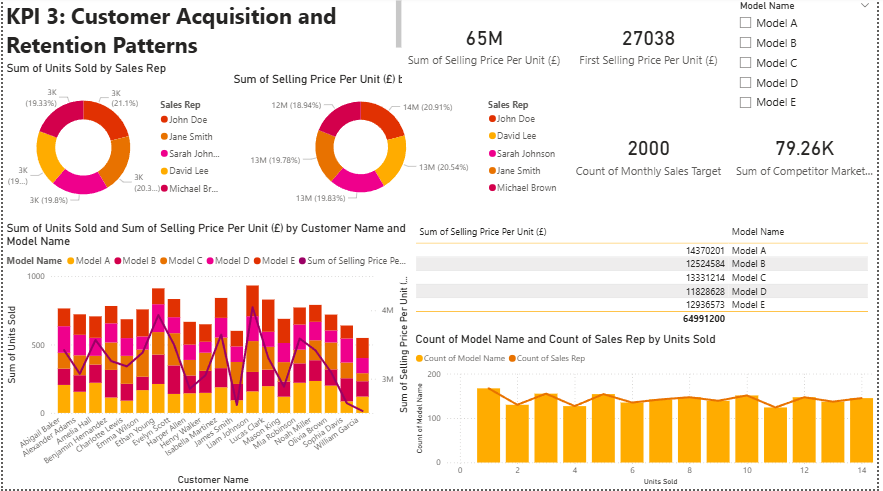 KPI 3: Customer Acquisition and
Retention Patterns
65M
Sum of Selling Price Per Unit (£)
27038
First Selling Price Per Unit (£)
Model Name
Model A
Model B
Model C
Model D
Model E
2000
Count of Monthly Sales Target
79.26K
Sum of Competitor Market...
Sum of Units Sold by Sales Rep
3K
(19.33%)
3K
(21.1%)
3K
(19...)
3K
(20.3...)
3K (19.8%)
Sales Rep
John Doe
Jane Smith
Sarah John...
David Lee
Michael Br...
Sum of Selling Price Per Unit (£) b
12M (18.94%)
14M (20.91%)
13M (19.78%)
13M (20.54%)
13M (19.83%)
Sales Rep
John Doe
David Lee
Sarah Johnson
Jane Smith
Michael Brown
Sum of Units Sold and Sum of Selling Price Per Unit (£) by Customer Name and
Model Name
Model Name Model A Model B Model C Model D Model E Sum of Selling Price Pe...
Sum of Units Sold
1000
500
0
4M
3M
Sum of Selling Price Per Unit (...
Abigail Baker
Alexander Adams
Amelia Hall
Benjamin Hernandez
Charlotte Lewis
Emma Wilson
Ethan Young
Evelyn Scott
Harper Allen
Henry Walker
Isabella Martinez
James Smith
Liam Johnson
Lucas Clark
Mason King
Mia Robinson
Noah Miller
Olivia Brown
Sophia Davis
William Garcia
Customer Name
Sum of Selling Price Per Unit (£) Model Name
14370201 Model A
12524584 Model B
13331214 Model C
11828628 Model D
12936573 Model E
64991200
Count of Model Name and Count of Sales Rep by Units Sold
Count of Model Name Count of Sales Rep
Count of Model Name
200
100
0
0 2 4 6 8 10 12 14
Units Sold